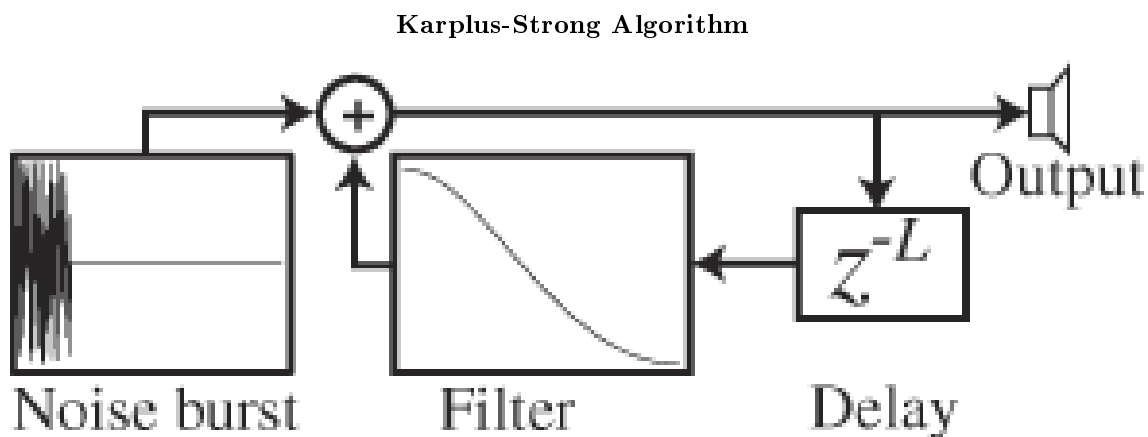 Karplus-Strong Algorithm
+
Output
z^-L
Noise burst
Filter
Delay